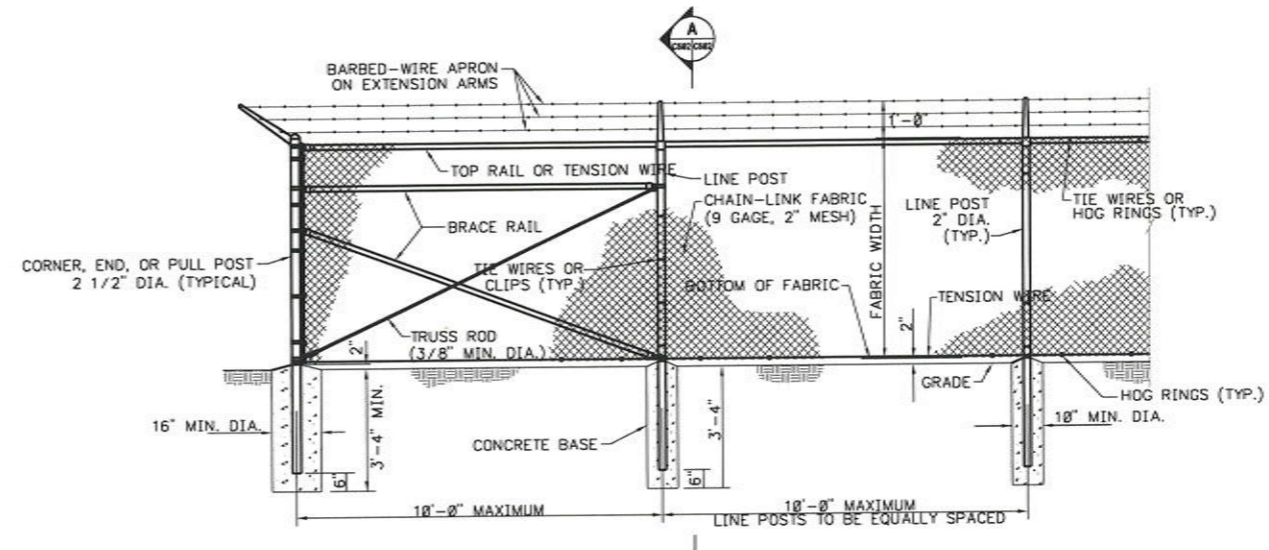 A
C502 C502
BARBED-WIRE APRON
ON EXTENSION ARMS
1'-0"
TOP RAIL OR TENSION WIRE
LINE POST
CHAIN-LINK FABRIC
(9 GAGE, 2" MESH)
LINE POST
2" DIA.
(TYP.)
TIE WIRES OR
HOG RINGS (TYP.)
FABRIC WIDTH
BRACE RAIL
CORNER, END, OR PULL POST
2 1/2" DIA. (TYPICAL)
TIE WIRES OR
CLIPS (TYP.)
BOTTOM OF FABRIC
TENSION WIRE
2"
TRUSS ROD
(3/8" MIN. DIA.)
2"
GRADE
HOG RINGS (TYP.)
16" MIN. DIA.
3'-4" MIN.
CONCRETE BASE
3'-4"
10" MIN. DIA.
6"
6"
10'-0" MAXIMUM
10'-0" MAXIMUM
LINE POSTS TO BE EQUALLY SPACED